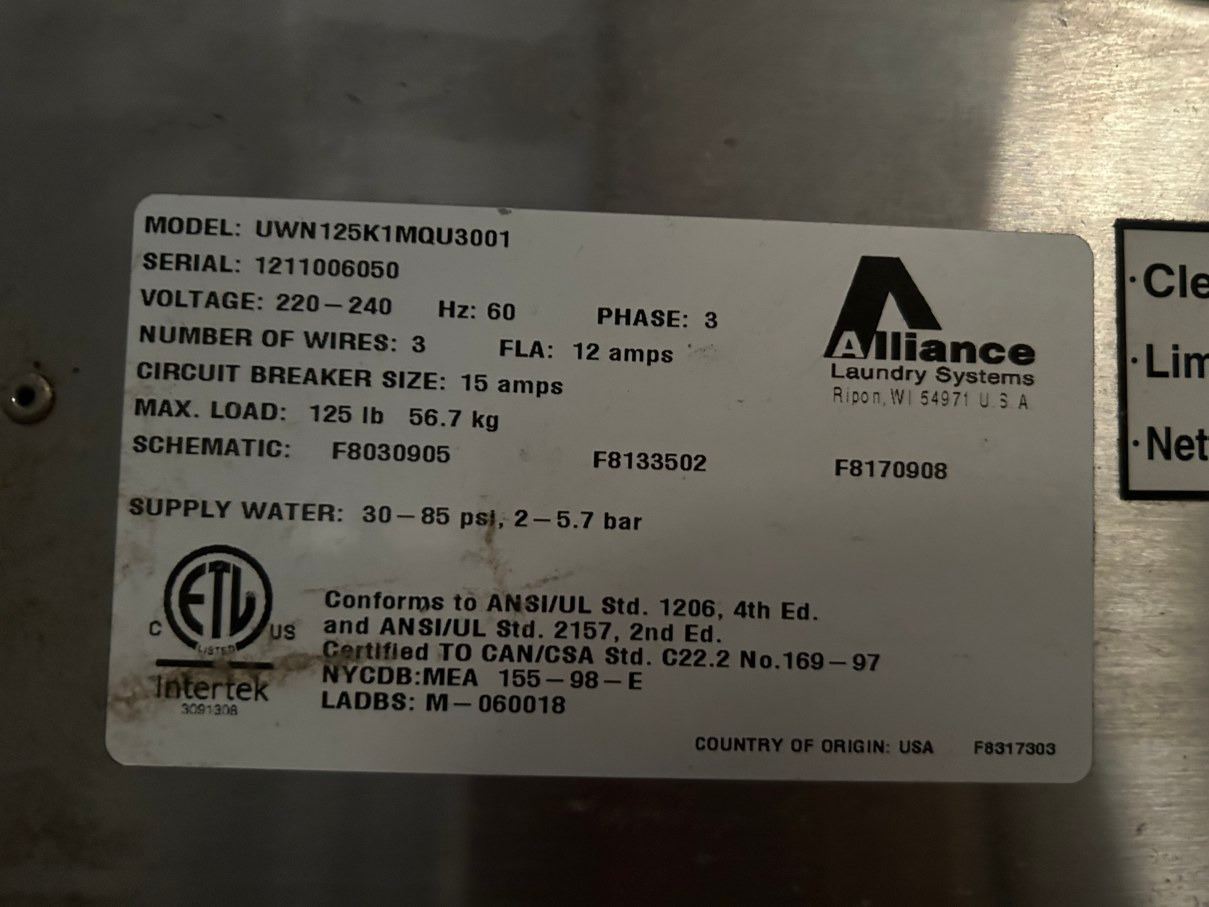 MODEL: UWN125K1MQU3001
SERIAL: 1211006050
VOLTAGE: 220-240 Hz: 60 PHASE: 3
NUMBER OF WIRES: 3 FLA: 12 amps
CIRCUIT BREAKER SIZE: 15 amps
MAX. LOAD: 125 lb 56.7 kg
SCHEMATIC: F8030905 F8133502 F8170908
SUPPLY WATER: 30-85 psi, 2-5.7 bar
Alliance
Laundry Systems
Ripon, WI 54971 U.S.A
ETL
C US
LISTED
Intertek
3091308
Conforms to ANSI/UL Std. 1206, 4th Ed.
and ANSI/UL Std. 2157, 2nd Ed.
Certified TO CAN/CSA Std. C22.2 No.169-97
NYCDB:MEA 155-98-E
LADBS: M-060018
COUNTRY OF ORIGIN: USA F8317303
·Cle
·Lim
·Net